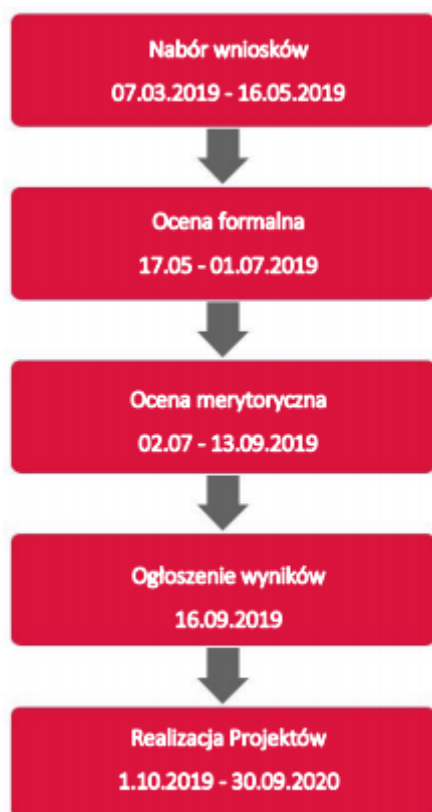 Nabór wniosków
07.03.2019 - 16.05.2019
Ocena formalna
17.05 - 01.07.2019
Ocena merytoryczna
02.07 - 13.09.2019
Ogłoszenie wyników
16.09.2019
Realizacja Projektów
1.10.2019 - 30.09.2020